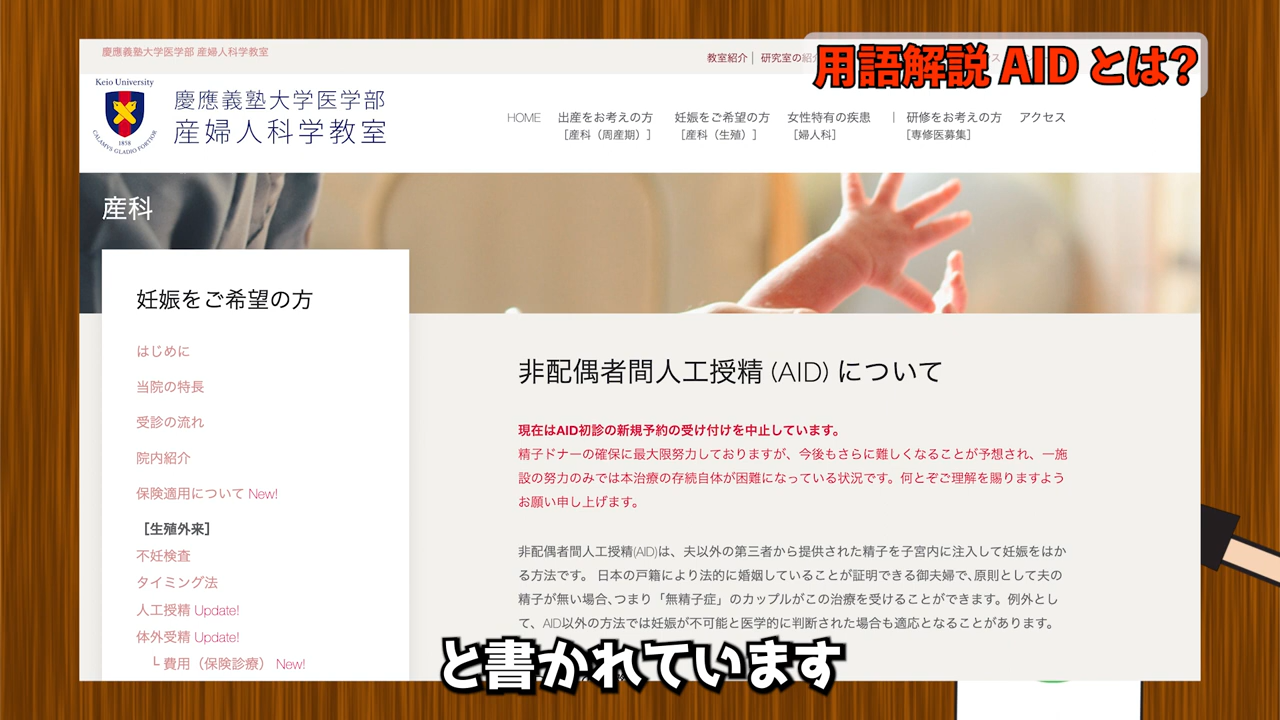 慶應義塾大学医学部 産婦人科学教室
教室紹介│ 研究室の紹
用語解説 AID とは?
Keio University
CALAMVS GLADIO FORTIOR
1858
慶應義塾大学医学部
産婦人科学教室
HOME 出産をお考えの方 妊娠をご希望の方 女性特有の疾患 | 研修をお考えの方 アクセス
[産科（周産期）] [産科（生殖）] [婦人科] [専修医募集]
産科
妊娠をご希望の方
はじめに
当院の特長
受診の流れ
院内紹介
保険適用について New!
［生殖外来］
不妊検査
タイミング法
人工授精 Update!
体外受精 Update!
└ 費用（保険診療） New!
非配偶者間人工授精 (AID) について
現在はAID初診の新規予約の受け付けを中止しています。
精子ドナーの確保に最大限努力しておりますが、今後もさらに難しくなることが予想され、一施
設の努力のみでは本治療の存続自体が困難になっている状況です。何とぞご理解を賜りますよう
お願い申し上げます。
非配偶者間人工授精(AID)は、夫以外の第三者から提供された精子を子宮内に注入して妊娠をはか
る方法です。 日本の戸籍により法的に婚姻していることが証明できる御夫婦で、原則として夫の
精子が無い場合、つまり「無精子症」のカップルがこの治療を受けることができます。例外とし
て、AID以外の方法では妊娠が不可能と医学的に判断された場合も適応となることがあります。
と書かれています